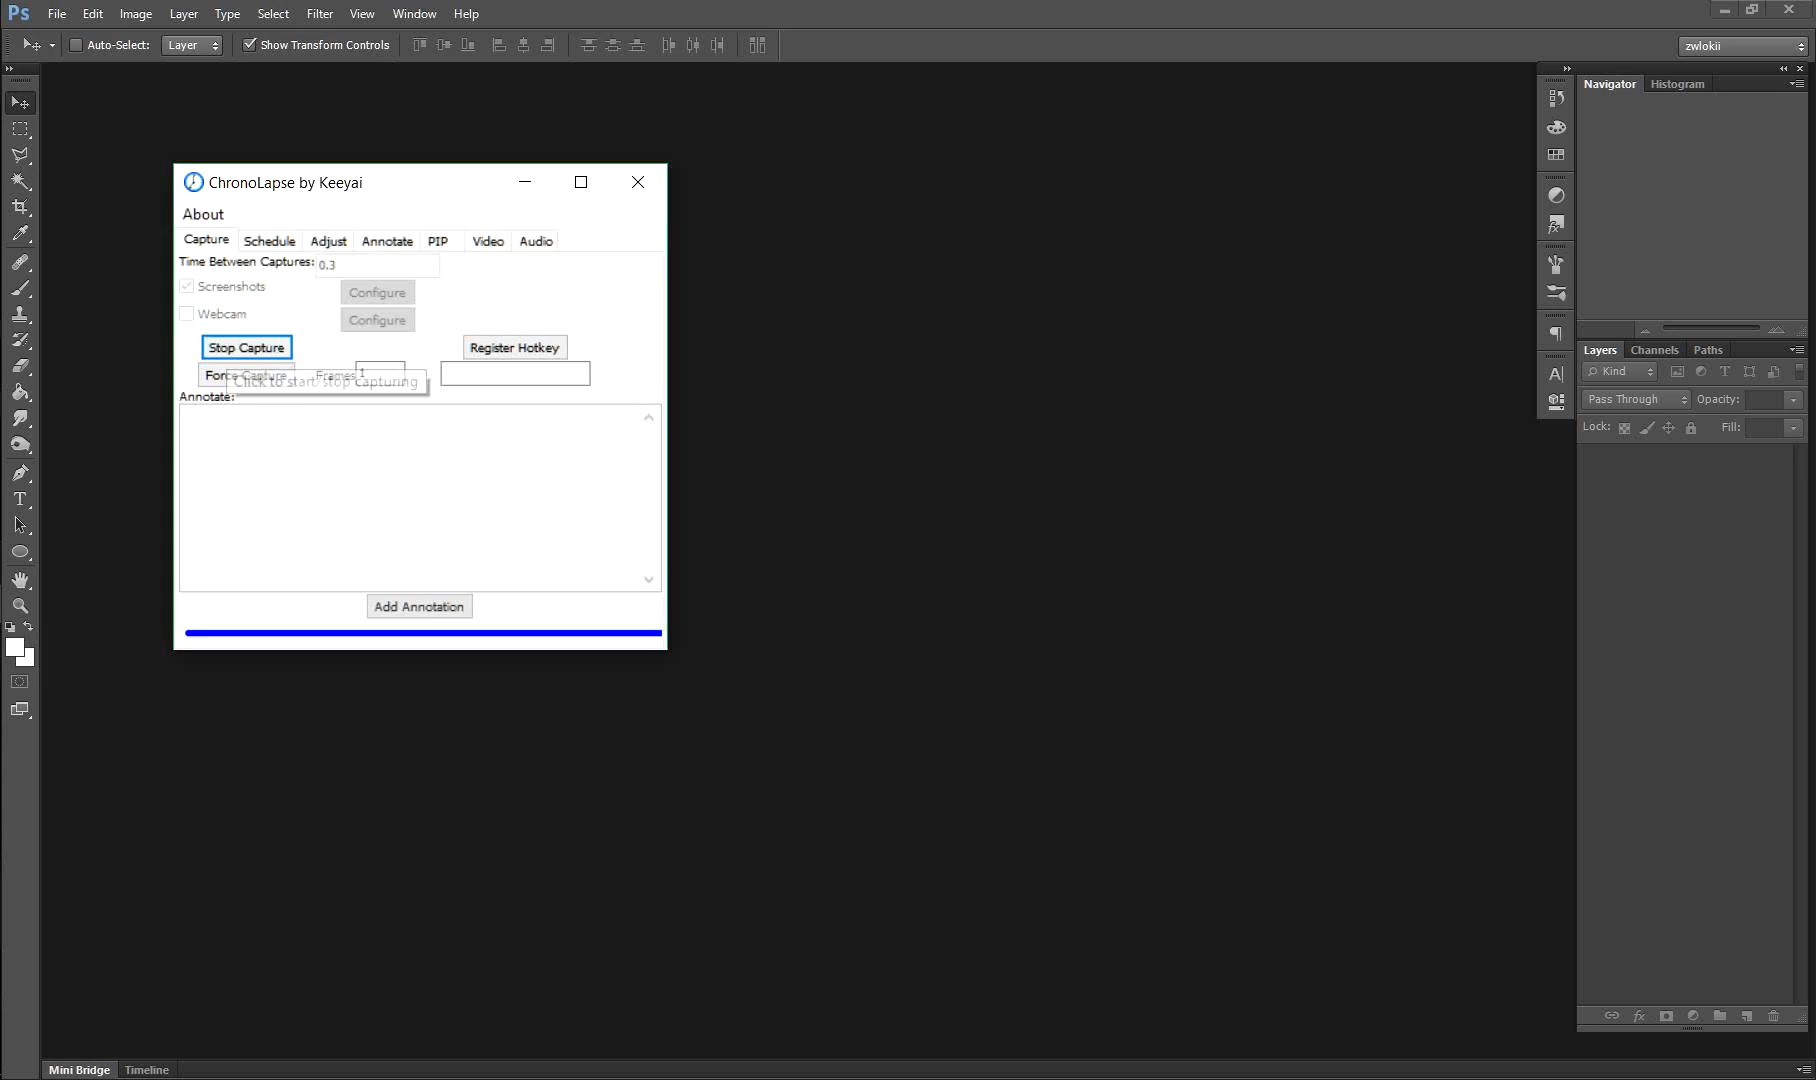 Ps File Edit Image Layer Type Select Filter View Window Help
Auto-Select: Layer Show Transform Controls zwlokii
Navigator Histogram
ChronoLapse by Keeyai
About
Capture Schedule Adjust Annotate PIP Video Audio
Time Between Captures: 0.3
Screenshots Configure
Webcam Configure
Stop Capture Register Hotkey
Force Capture Frames 1
Click to start/stop capturing
Annotate:
Add Annotation
Layers Channels Paths
Kind T
Pass Through Opacity:
Lock: Fill:
Mini Bridge Timeline